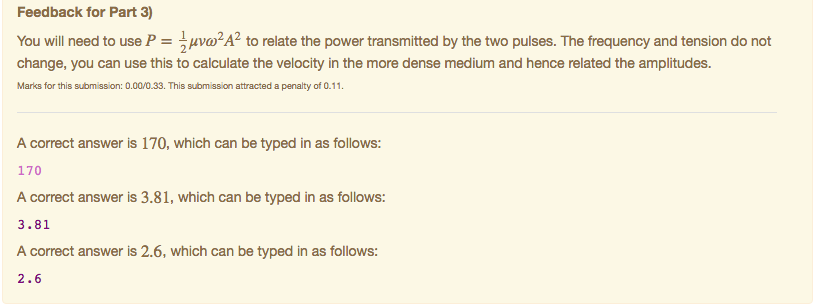 Feedback for Part 3)
You will need to use P = 1/2 μνω²A² to relate the power transmitted by the two pulses. The frequency and tension do not
change, you can use this to calculate the velocity in the more dense medium and hence related the amplitudes.
Marks for this submission: 0.00/0.33. This submission attracted a penalty of 0.11.
A correct answer is 170, which can be typed in as follows:
170
A correct answer is 3.81, which can be typed in as follows:
3.81
A correct answer is 2.6, which can be typed in as follows:
2.6